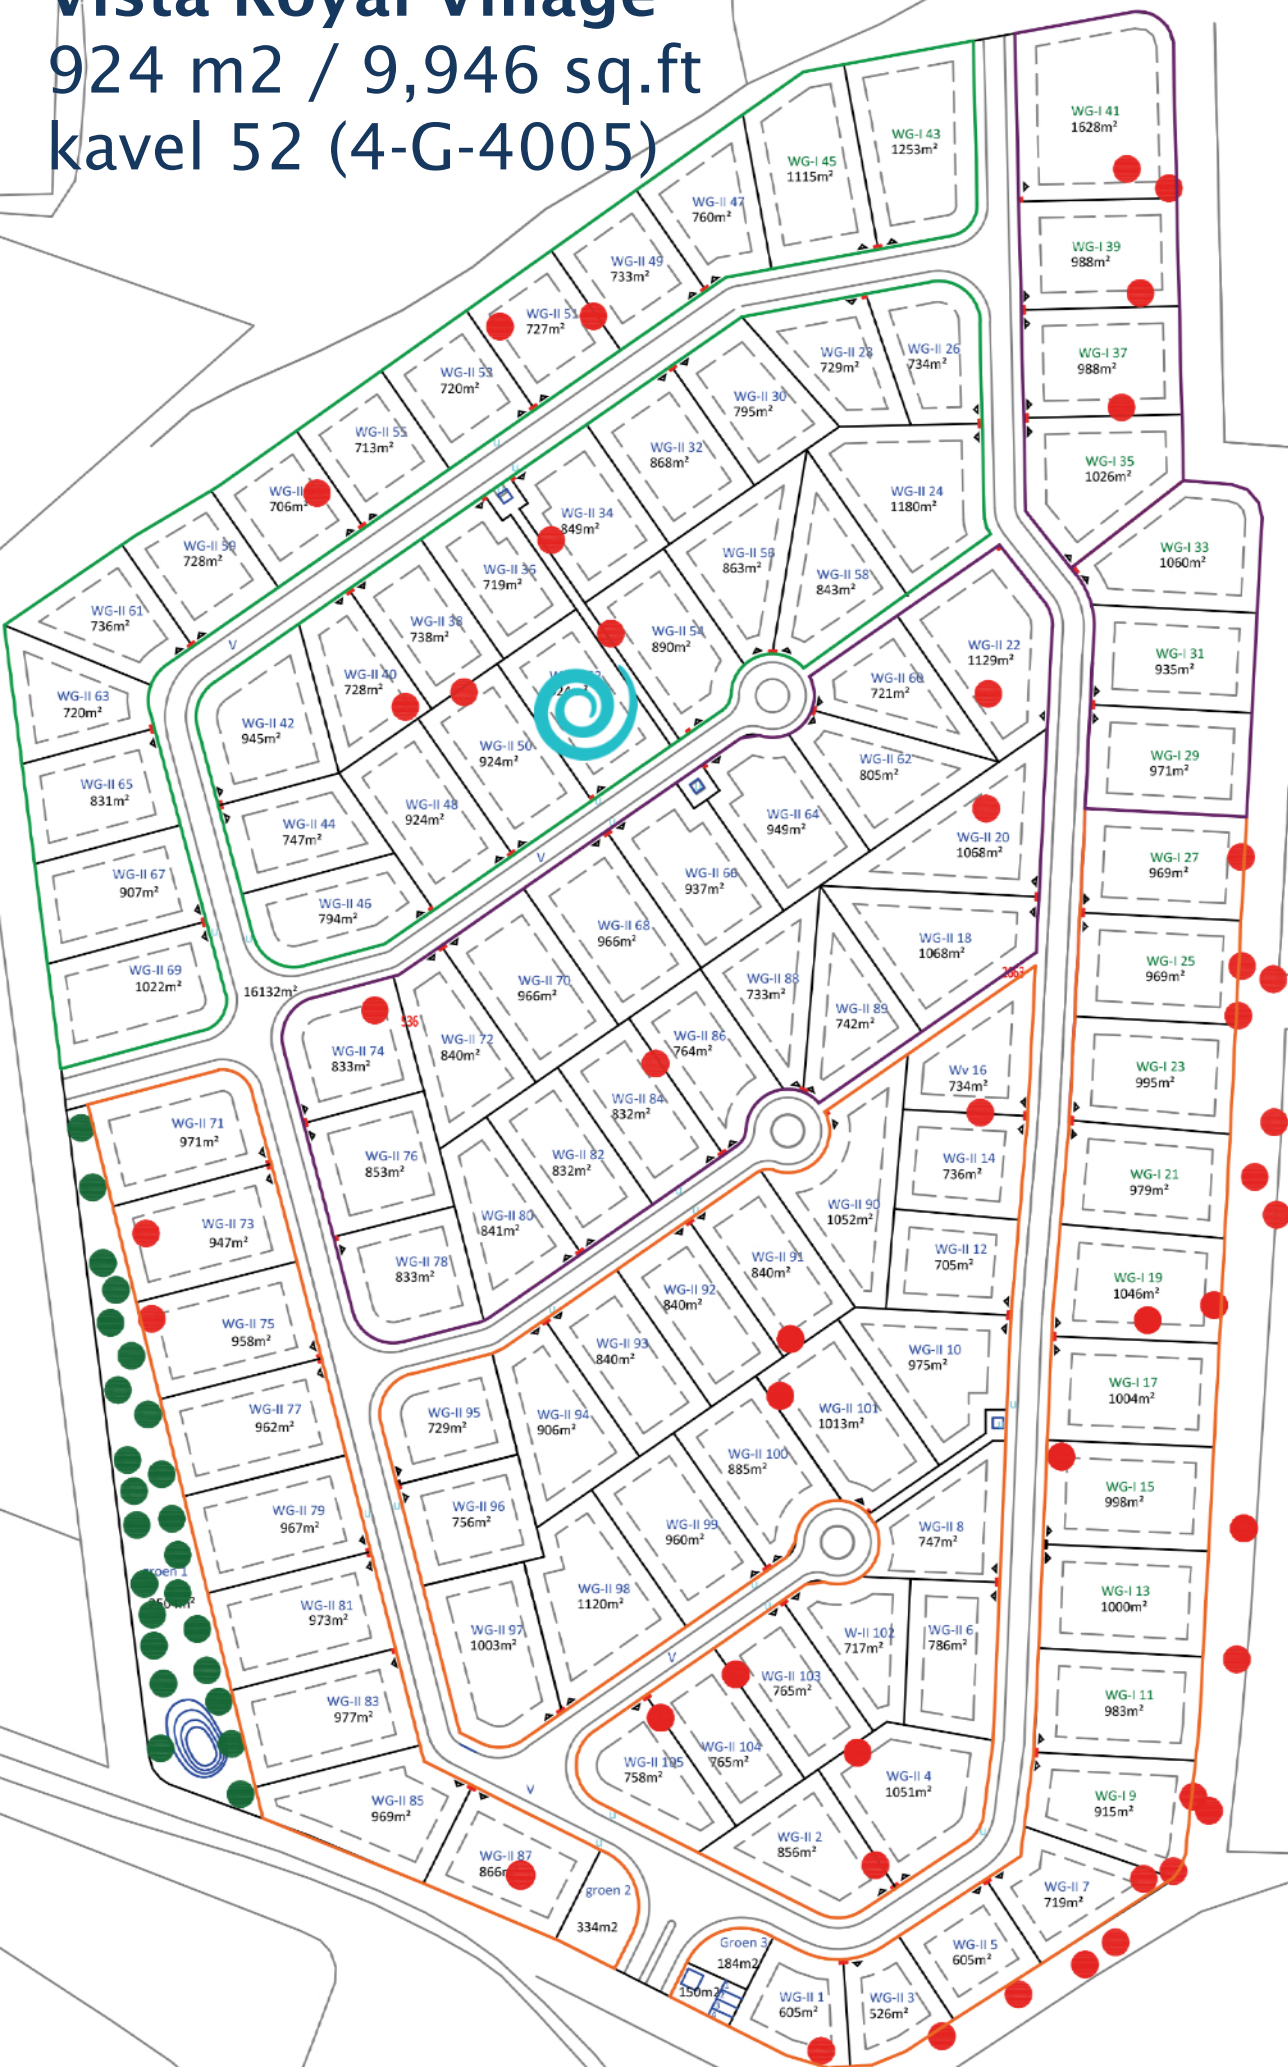 Vista Royal Village
924 m2 / 9,946 sq.ft
kavel 52 (4-G-4005)
WG-I 41
1628m²
WG-I 43
1253m²
WG-I 45
1115m²
WG-II 47
760m²
WG-I 39
988m²
WG-II 49
733m²
WG-II 51
727m²
WG-I 37
988m²
WG-II 28
729m²
WG-II 26
734m²
WG-II 53
720m²
WG-II 30
795m²
WG-II 55
713m²
WG-II 32
868m²
WG-I 35
1026m²
WG-II
706m²
WG-II 24
1180m²
WG-II 34
849m²
WG-II 59
728m²
WG-II 56
863m²
WG-I 33
1060m²
WG-II 36
719m²
WG-II 58
843m²
WG-II 61
736m²
WG-II 38
738m²
WG-II 54
890m²
WG-II 22
1129m²
WG-I 31
935m²
V
WG-II 40
728m²
WG-II 60
721m²
WG-II 63
720m²
WG-II 42
945m²
WG-II 50
924m²
WG-I 29
971m²
WG-II 62
805m²
WG-II 65
831m²
WG-II 48
924m²
WG-II 64
949m²
WG-II 44
747m²
WG-II 20
1068m²
V
WG-I 27
969m²
WG-II 67
907m²
WG-II 66
937m²
WG-II 46
794m²
WG-II 68
966m²
WG-II 18
1068m²
WG-I 25
969m²
WG-II 69
1022m²
WG-II 70
966m²
WG-II 88
733m²
16132m²
936
WG-II 89
742m²
WG-II 74
833m²
WG-II 72
840m²
WG-II 86
764m²
Wv 16
734m²
WG-I 23
995m²
WG-II 84
832m²
WG-II 71
971m²
WG-II 76
853m²
WG-II 82
832m²
WG-II 14
736m²
WG-I 21
979m²
WG-II 73
947m²
WG-II 80
841m²
WG-II 90
1052m²
WG-II 78
833m²
WG-II 91
840m²
WG-II 12
705m²
WG-I 19
1046m²
WG-II 92
840m²
WG-II 75
958m²
WG-II 93
840m²
WG-II 10
975m²
WG-I 17
1004m²
WG-II 77
962m²
WG-II 95
729m²
WG-II 94
906m²
WG-II 101
1013m²
WG-II 100
885m²
WG-I 15
998m²
WG-II 79
967m²
WG-II 96
756m²
WG-II 99
960m²
WG-II 8
747m²
groen 1
WG-II 98
1120m²
WG-I 13
1000m²
WG-II 81
973m²
WG-II 97
1003m²
W-II 102
717m²
WG-II 6
786m²
V
WG-II 103
765m²
WG-II 83
977m²
WG-I 11
983m²
WG-II 104
765m²
WG-II 105
758m²
WG-II 4
1051m²
V
WG-II 85
969m²
WG-I 9
915m²
WG-II 2
856m²
WG-II 87
groen 2
334m2
WG-II 7
719m²
Groen 3
184m2
WG-II 5
605m²
150m2
WG-II 1
605m²
WG-II 3
526m²